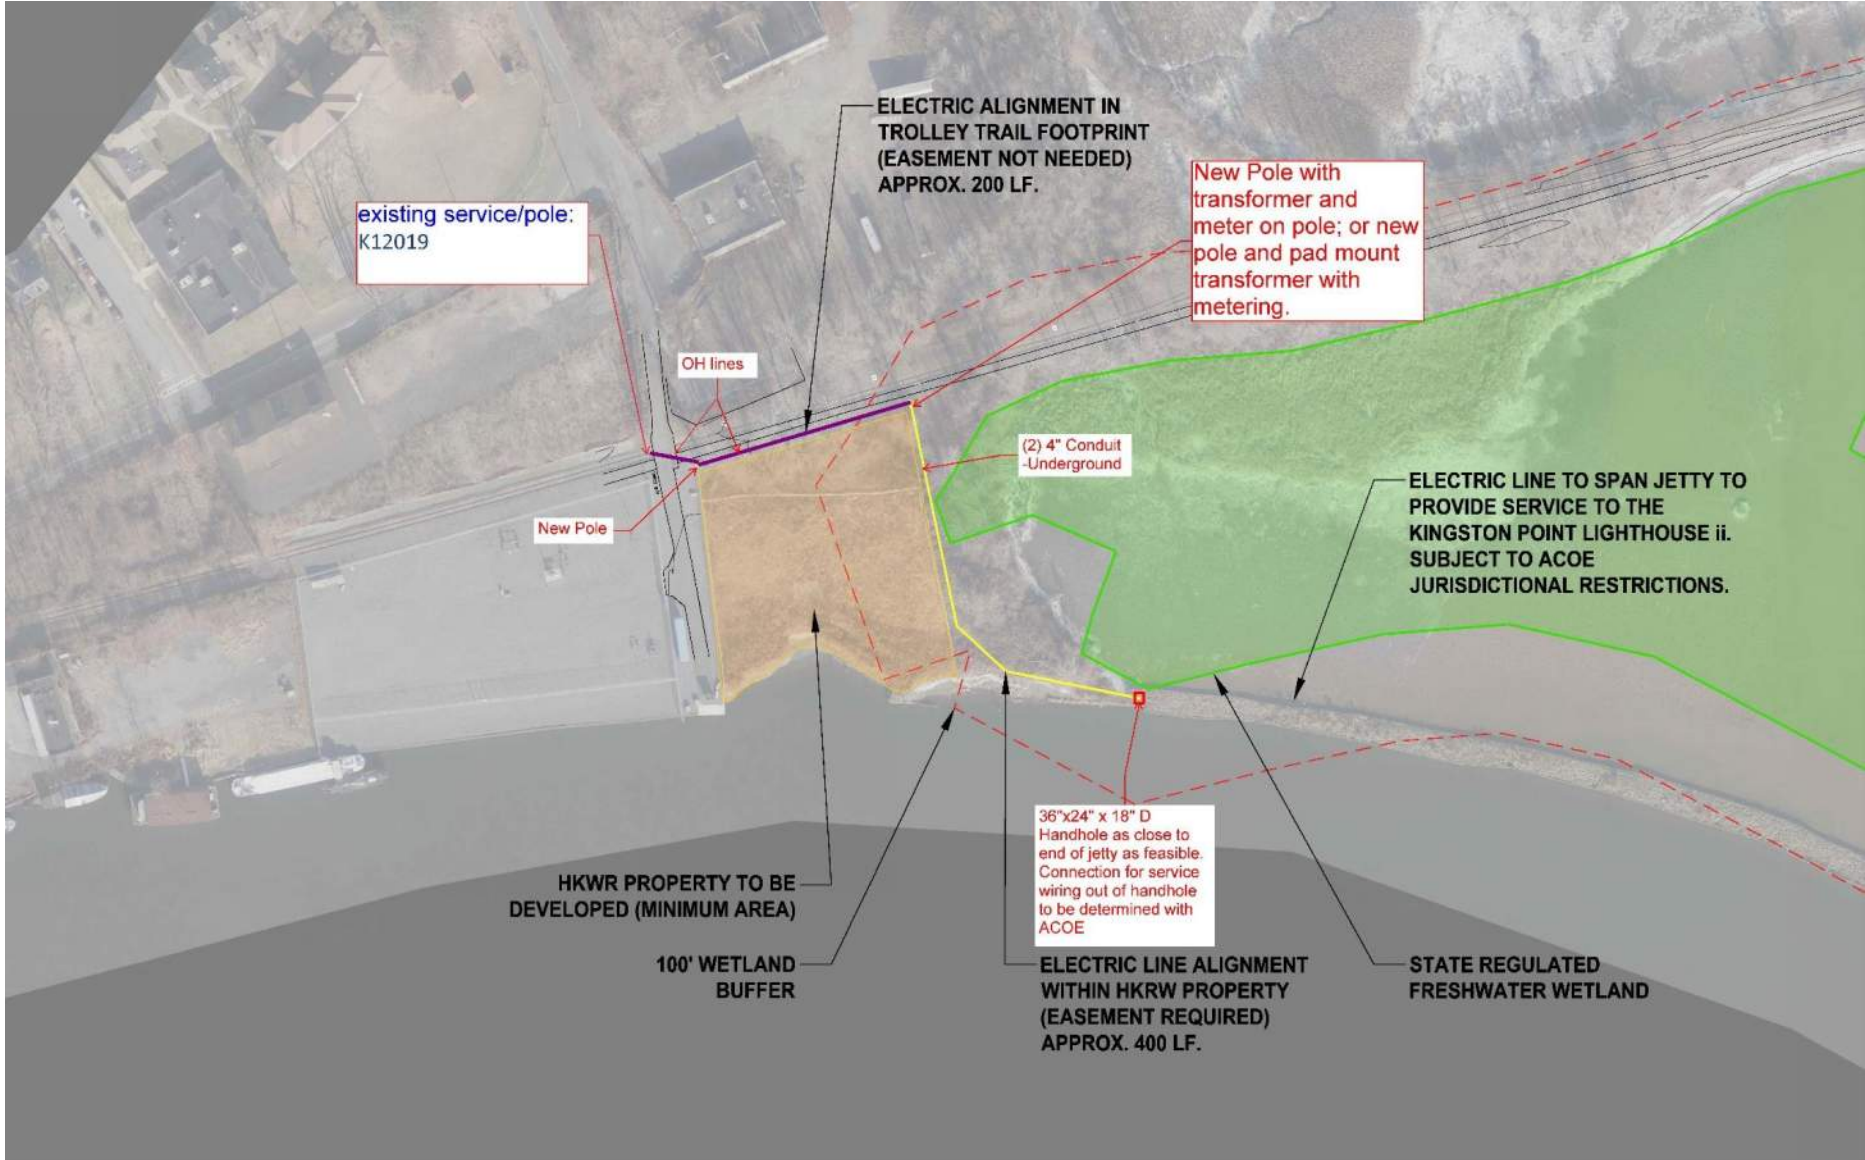 ELECTRIC ALIGNMENT IN
TROLLEY TRAIL FOOTPRINT
(EASEMENT NOT NEEDED)
APPROX. 200 LF.
New Pole with
transformer and
meter on pole; or new
pole and pad mount
transformer with
metering.
existing service/pole:
K12019
OH lines
(2) 4" Conduit
-Underground
ELECTRIC LINE TO SPAN JETTY TO
PROVIDE SERVICE TO THE
KINGSTON POINT LIGHTHOUSE ii.
SUBJECT TO ACOE
JURISDICTIONAL RESTRICTIONS.
New Pole
36"x24" x 18" D
Handhole as close to
end of jetty as feasible.
Connection for service
wiring out of handhole
to be determined with
ACOE
HKWR PROPERTY TO BE
DEVELOPED (MINIMUM AREA)
100' WETLAND
BUFFER
ELECTRIC LINE ALIGNMENT
WITHIN HKRW PROPERTY
(EASEMENT REQUIRED)
APPROX. 400 LF.
STATE REGULATED
FRESHWATER WETLAND